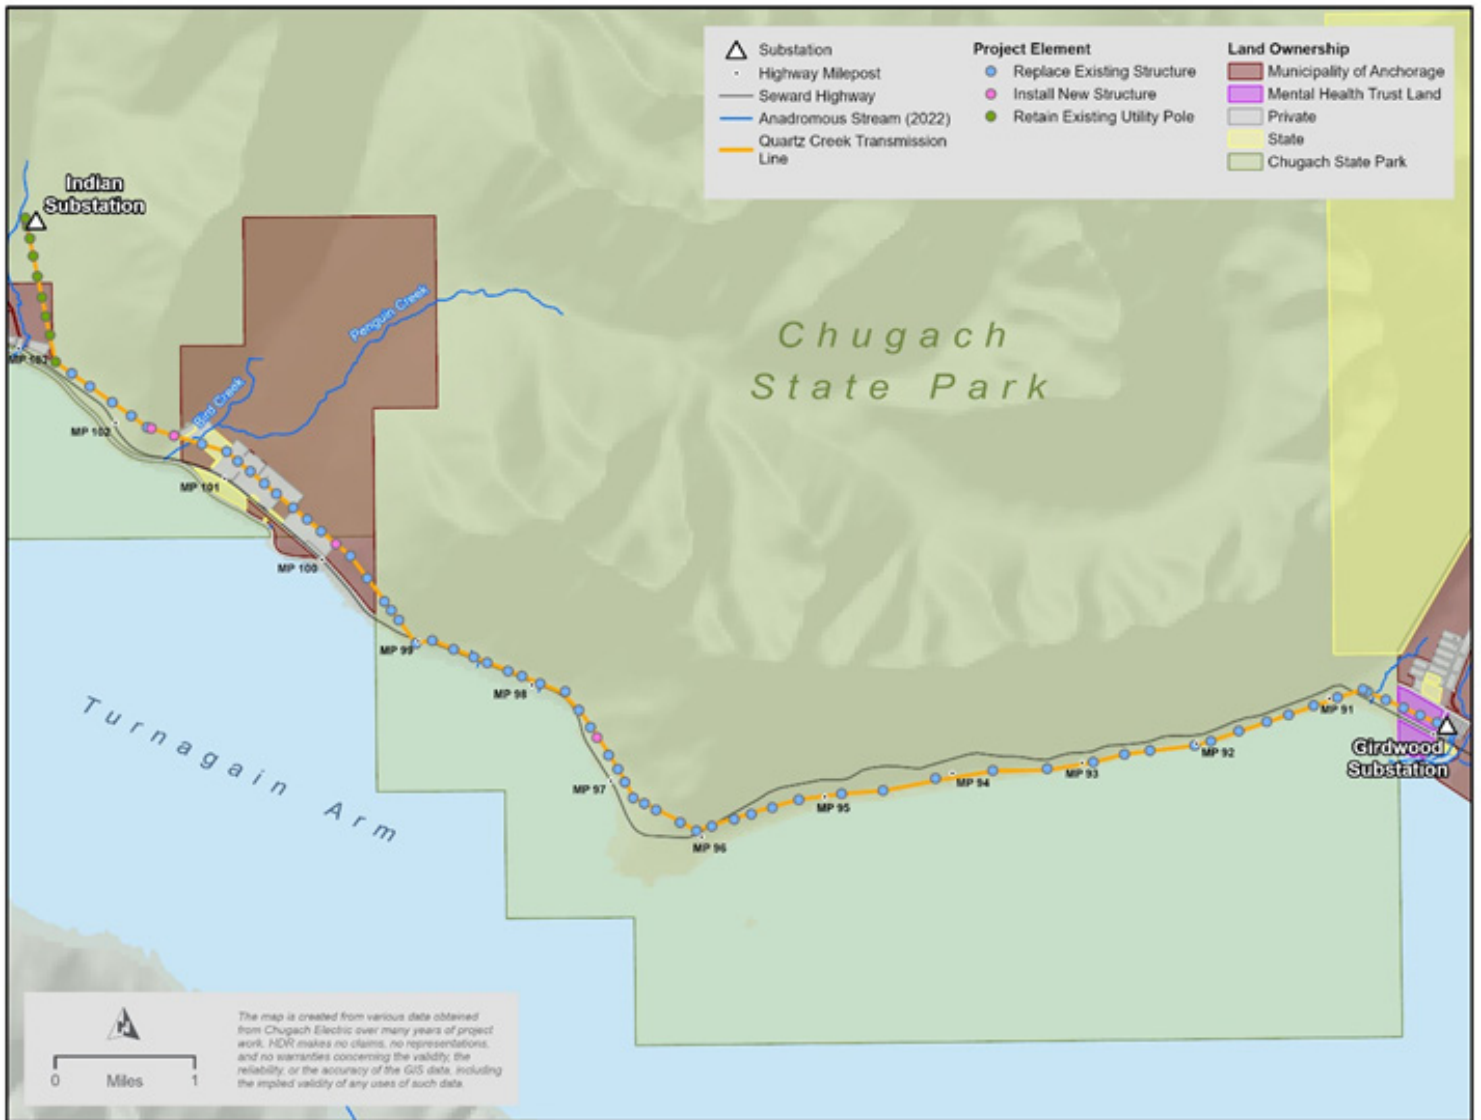 Substation
Highway Milepost
Seward Highway
Anadromous Stream (2022)
Quartz Creek Transmission
Line
Project Element
Replace Existing Structure
Install New Structure
Retain Existing Utility Pole
Land Ownership
Municipality of Anchorage
Mental Health Trust Land
Private
State
Chugach State Park
Indian
Substation
Penguin Creek
Bird Creek
Chugach
State Park
MP 103
MP 102
MP 101
MP 100
MP 99
MP 98
MP 97
MP 96
MP 95
MP 94
MP 93
MP 92
MP 91
Girdwood
Substation
Turnagain Arm
N
0 Miles 1
The map is created from various data obtained
from Chugach Electric over many years of project
work. HDR makes no claims, no representations,
and no warranties concerning the validity, the
reliability, or the accuracy of the GIS data, including
the implied validity of any uses of such data.